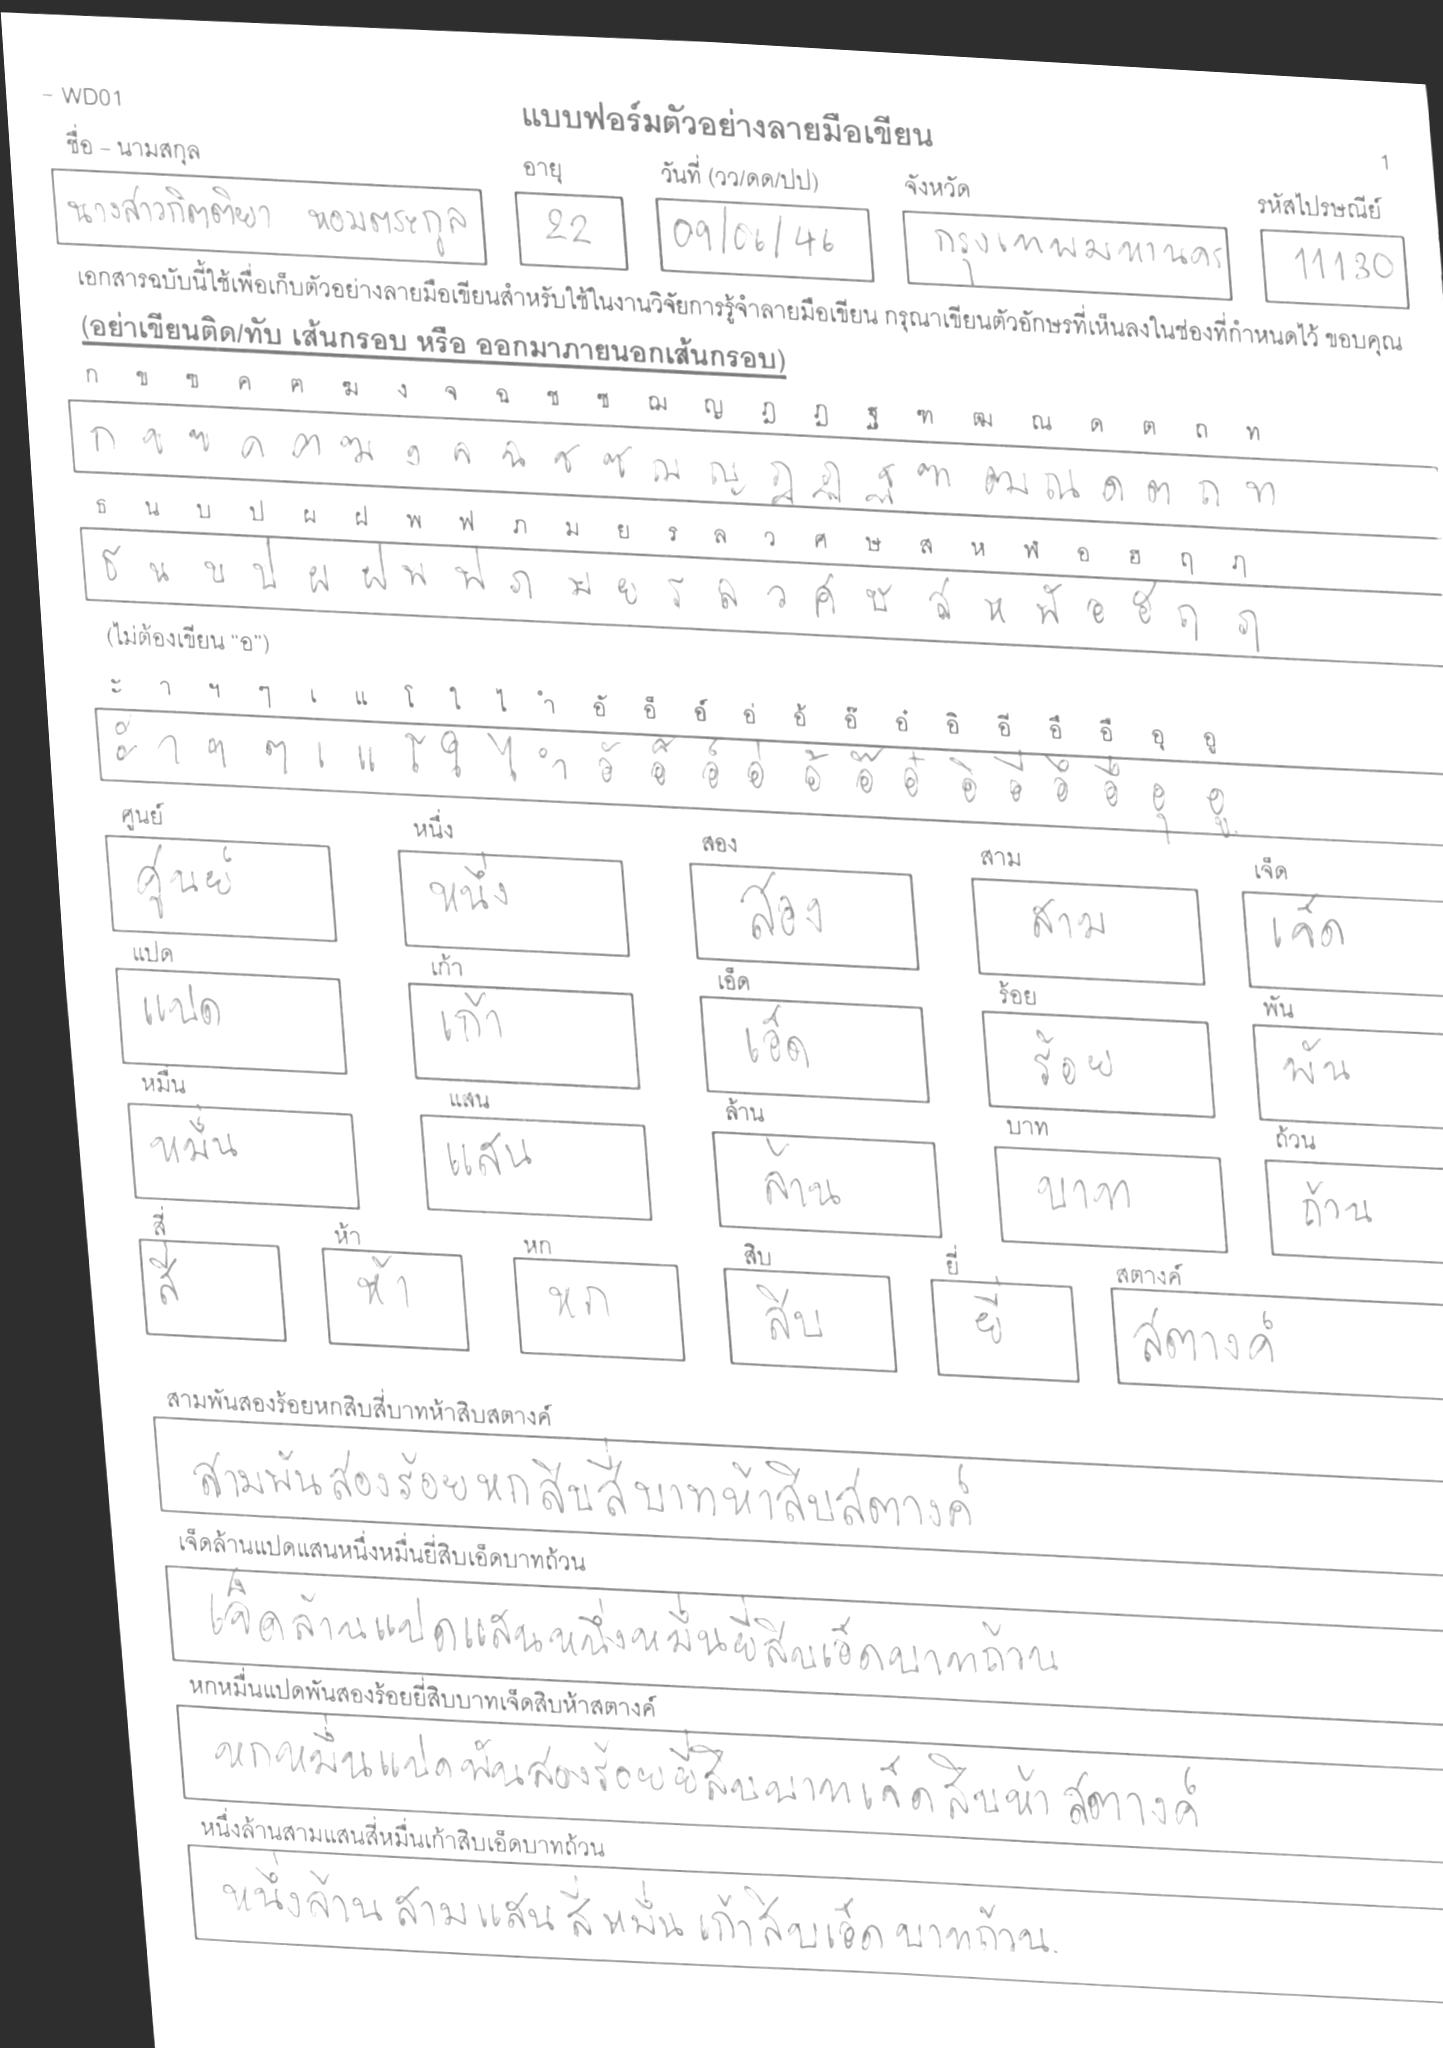 - WD01
แบบฟอร์มตัวอย่างลายมือเขียน
1
ชื่อ - นามสกุล อายุ วันที่ (วว/ดด/ปป) จังหวัด รหัสไปรษณีย์
นางสาวกิตติยา หอมตระกูล 22 09/06/46 กรุงเทพมหานคร 11130
เอกสารฉบับนี้ใช้เพื่อเก็บตัวอย่างลายมือเขียนสำหรับใช้ในงานวิจัยการรู้จำลายมือเขียน กรุณาเขียนตัวอักษรที่เห็นลงในช่องที่กำหนดไว้ ขอบคุณ
(อย่าเขียนติด/ทับ เส้นกรอบ หรือ ออกมาภายนอกเส้นกรอบ)
ก ข ฃ ค ฅ ฆ ง จ ฉ ช ซ ฌ ญ ฎ ฏ ฐ ฑ ฒ ณ ด ต ถ ท
ก ข ฃ ค ฅ ฆ ง จ ฉ ช ซ ฌ ญ ฎ ฏ ฐ ฑ ฒ ณ ด ต ถ ท
ธ น บ ป ผ ฝ พ ฟ ภ ม ย ร ล ว ศ ษ ส ห ฬ อ ฮ ฤ ฦ
ธ น บ ป ผ ฝ พ ฟ ภ ม ย ร ล ว ศ ษ ส ห ฬ อ ฮ ฤ ฦ
(ไม่ต้องเขียน "อ")
ะ า ฯ ๆ เ แ โ ใ ไ ำ อั อ็ อ์ อ่ อ้ อ๊ อ๋ อิ อี อึ อื อุ อู
ะ า ฯ ๆ เ แ โ ใ ไ ำ อั อ็ อ์ อ่ อ้ อ๊ อ๋ อิ อี อึ อื อุ อู
ศูนย์ หนึ่ง สอง สาม เจ็ด
ศูนย์ หนึ่ง สอง สาม เจ็ด
แปด เก้า เอ็ด ร้อย พัน
แปด เก้า เอ็ด ร้อย พัน
หมื่น แสน ล้าน บาท ถ้วน
หมื่น แสน ล้าน บาท ถ้วน
สี่ ห้า หก สิบ ยี่ สตางค์
สี่ ห้า หก สิบ ยี่ สตางค์
สามพันสองร้อยหกสิบสี่บาทห้าสิบสตางค์
สามพันสองร้อยหกสิบสี่บาทห้าสิบสตางค์
เจ็ดล้านแปดแสนหนึ่งหมื่นยี่สิบเอ็ดบาทถ้วน
เจ็ดล้านแปดแสนหนึ่งหมื่นยี่สิบเอ็ดบาทถ้วน
หกหมื่นแปดพันสองร้อยยี่สิบบาทเจ็ดสิบห้าสตางค์
หกหมื่นแปดพันสองร้อยยี่สิบบาทเจ็ดสิบห้าสตางค์
หนึ่งล้านสามแสนสี่หมื่นเก้าสิบเอ็ดบาทถ้วน
หนึ่งล้านสามแสนสี่หมื่นเก้าสิบเอ็ดบาทถ้วน.